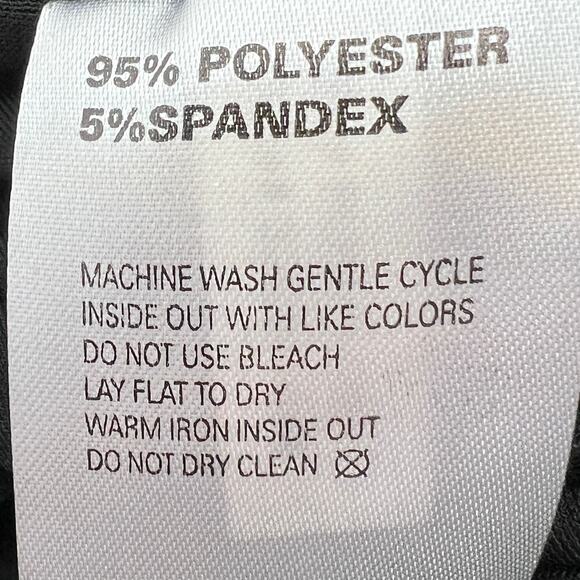 95% POLYESTER
5%SPANDEX
MACHINE WASH GENTLE CYCLE
INSIDE OUT WITH LIKE COLORS
DO NOT USE BLEACH
LAY FLAT TO DRY
WARM IRON INSIDE OUT
DO NOT DRY CLEAN